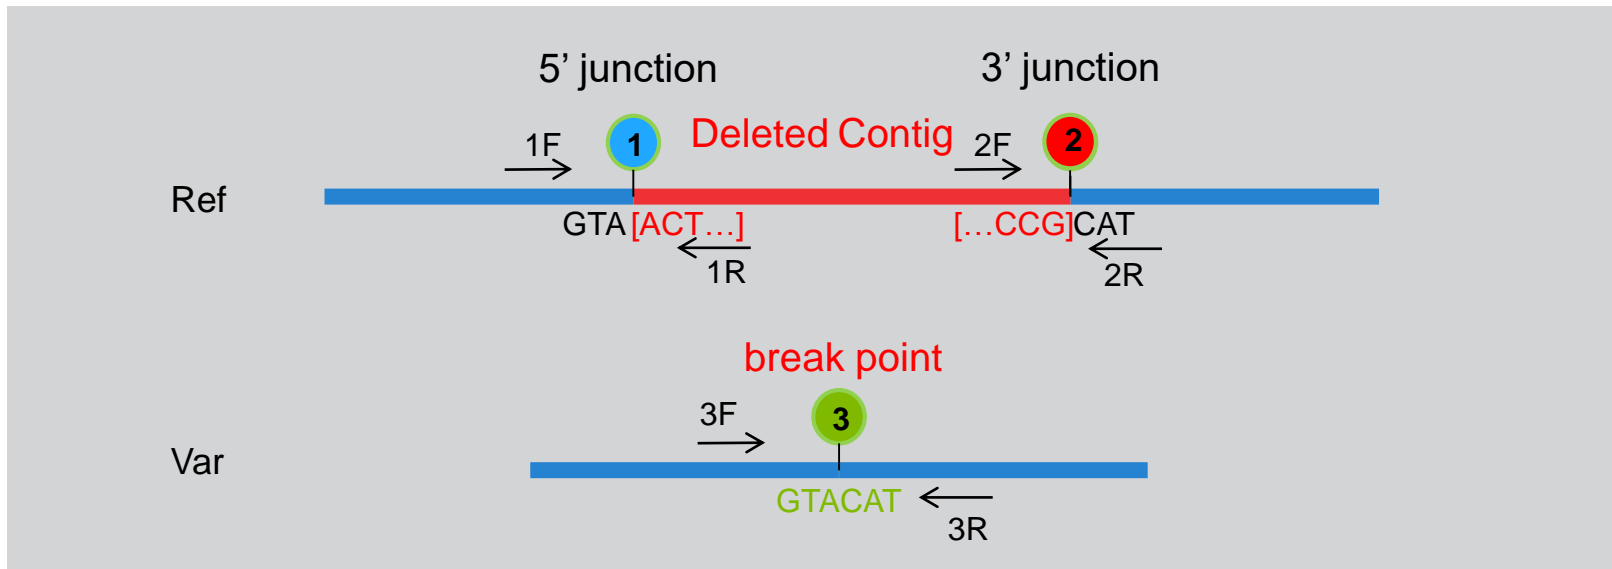 5’ junction
3’ junction
1F
1
Deleted Contig
2F
2
Ref
GTA[ACT…]
[…CCG]CAT
1R
2R
break point
3F
3
Var
GTACAT
3R